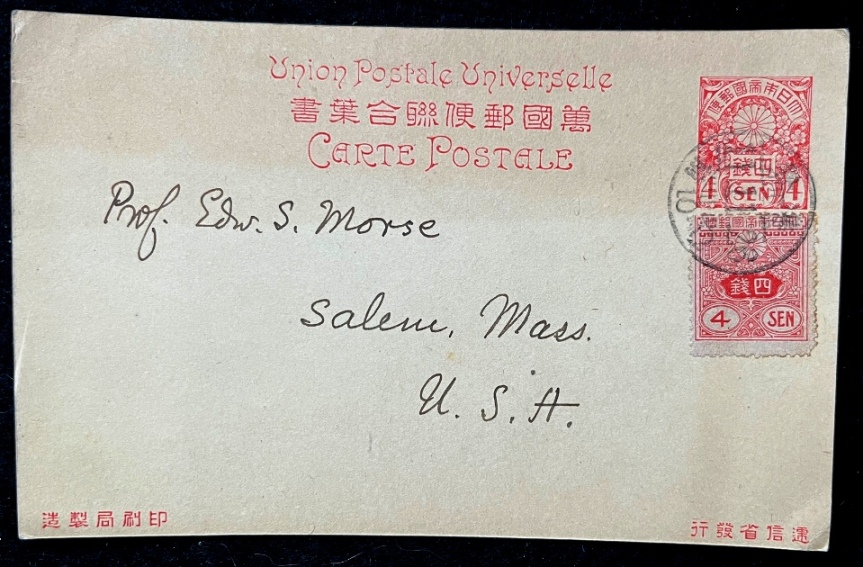 Union Postale Universelle
書葉合聯便郵國萬
CARTE POSTALE
便郵國帝本日大
錢四
4 SEN 4
Prof. Edw. S. Morse
Salem, Mass.
U. S. A.
錢四
4 SEN
造製局刷印
行發省信遞